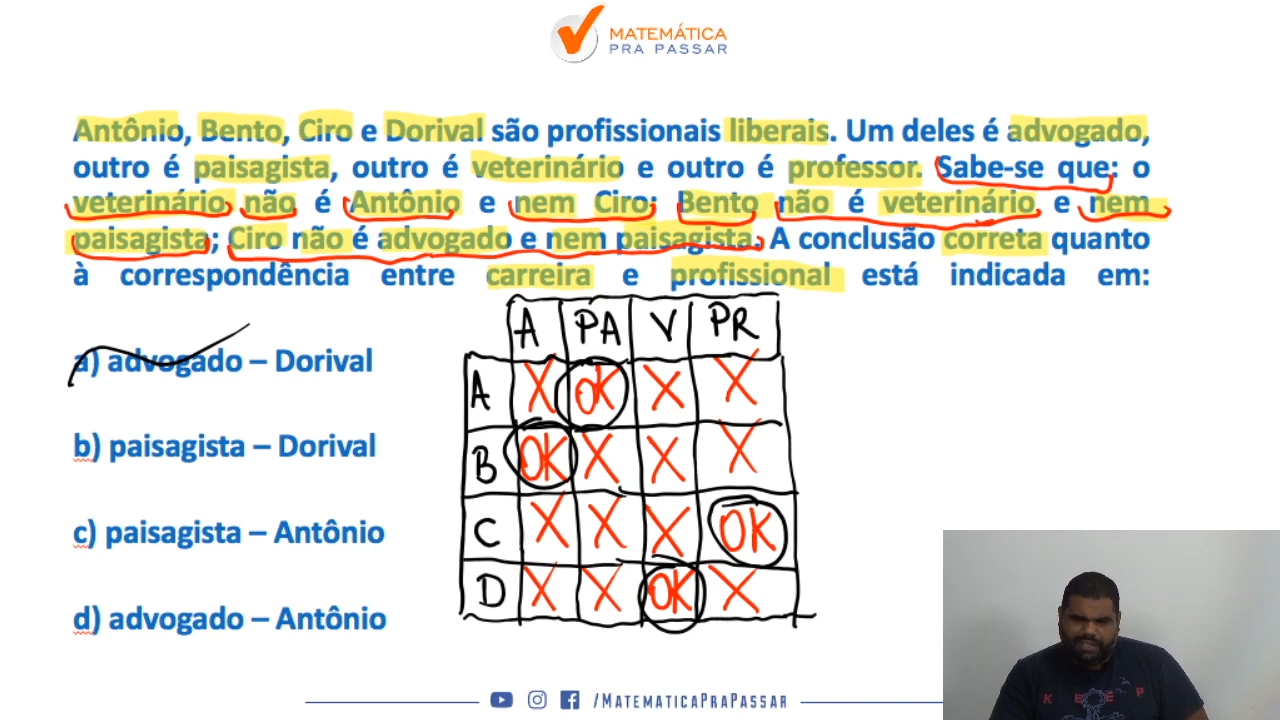 MATEMÁTICA
PRA PASSAR
Antônio, Bento, Ciro e Dorival são profissionais liberais. Um deles é advogado,
outro é paisagista, outro é veterinário e outro é professor. Sabe-se que: o
veterinário não é Antônio e nem Ciro; Bento não é veterinário e nem
paisagista; Ciro não é advogado e nem paisagista. A conclusão correta quanto
à correspondência entre carreira e profissional está indicada em:
A PA V PR
a) advogado – Dorival
A X OK X X
b) paisagista – Dorival
B OK X X X
c) paisagista – Antônio
C X X X OK
d) advogado – Antônio
D X X OK X
K E E P
/MATEMATICAPRAPASSAR